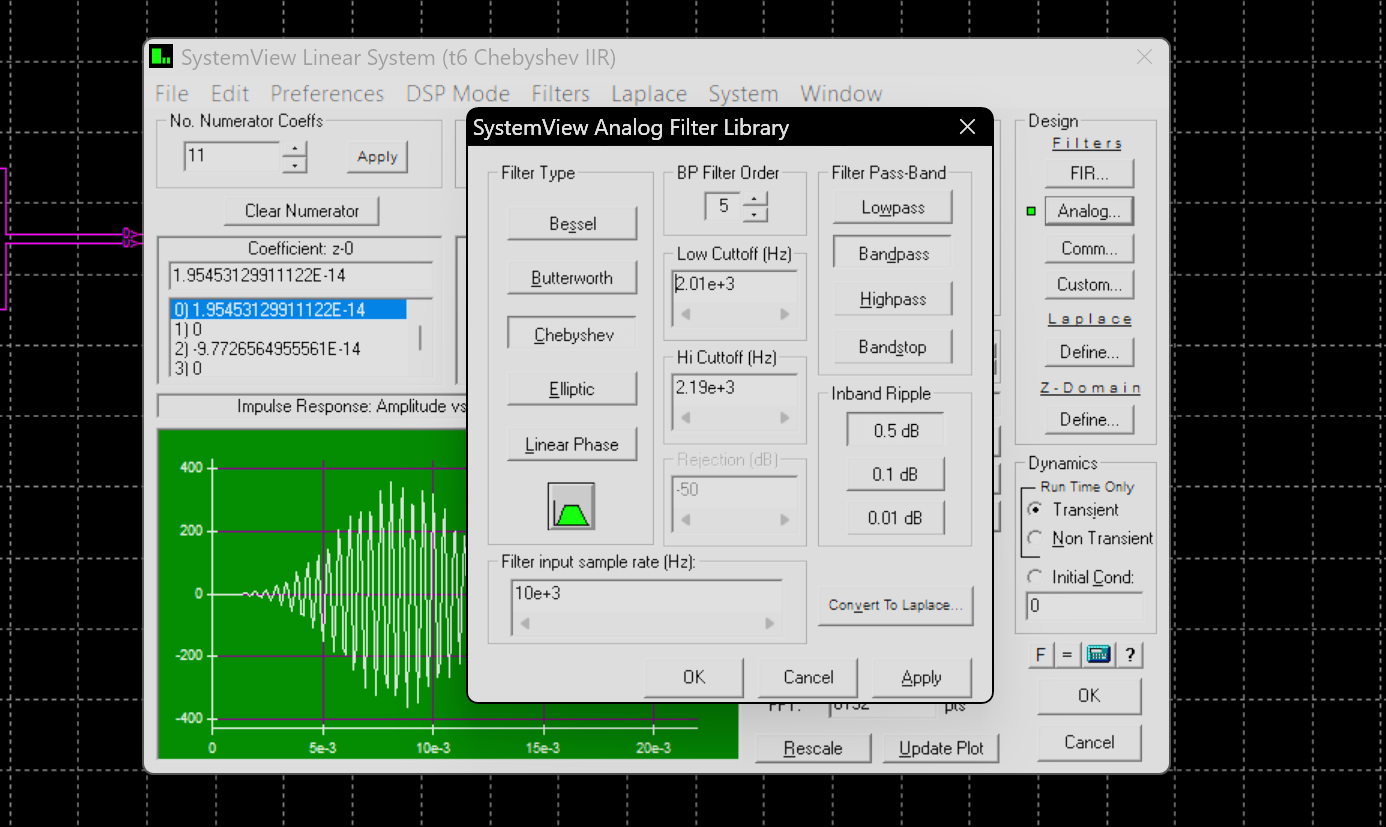 SystemView Linear System (t6 Chebyshev IIR)
File Edit Preferences DSP Mode Filters Laplace System Window
No. Numerator Coeffs
11
Apply
Clear Numerator
Coefficient: z-0
1.95453129911122E-14
0) 1.95453129911122E-14
1) 0
2) -9.7726564955561E-14
3) 0
Impulse Response: Amplitude vs
400
200
0
-200
-400
0 5e-3 10e-3 15e-3 20e-3
SystemView Analog Filter Library
Filter Type
Bessel
Butterworth
Chebyshev
Elliptic
Linear Phase
BP Filter Order
5
Low Cuttoff (Hz)
2.01e+3
Hi Cuttoff (Hz)
2.19e+3
Rejection (dB)
-50
Filter Pass-Band
Lowpass
Bandpass
Highpass
Bandstop
Inband Ripple
0.5 dB
0.1 dB
0.01 dB
Filter input sample rate (Hz):
10e+3
Convert To Laplace...
OK
Cancel
Apply
pts
Rescale
Update Plot
Design
Filters
FIR...
Analog...
Comm...
Custom...
Laplace
Define...
Z-Domain
Define...
Dynamics
Run Time Only
Transient
Non Transient
Initial Cond:
0
F = ?
OK
Cancel